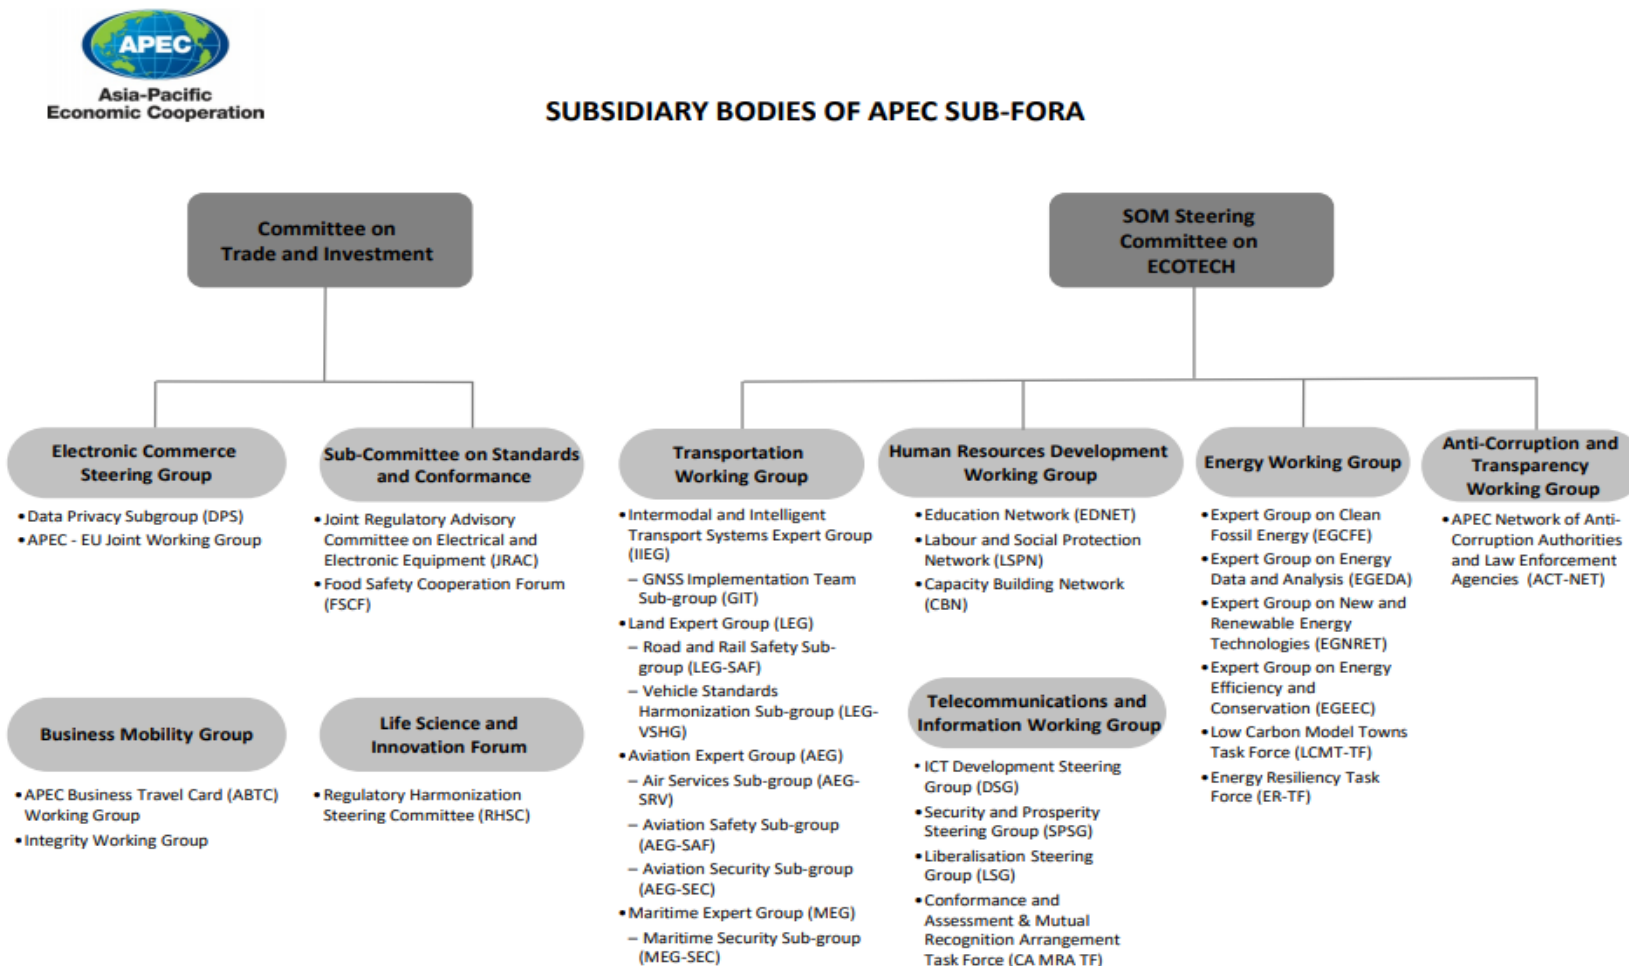 APEC
Asia-Pacific
Economic Cooperation
SUBSIDIARY BODIES OF APEC SUB-FORA
Committee on
Trade and Investment
SOM Steering
Committee on
ECOTECH
Electronic Commerce
Steering Group
• Data Privacy Subgroup (DPS)
• APEC - EU Joint Working Group
Sub-Committee on Standards
and Conformance
• Joint Regulatory Advisory
Committee on Electrical and
Electronic Equipment (JRAC)
• Food Safety Cooperation Forum
(FSCF)
Business Mobility Group
• APEC Business Travel Card (ABTC)
Working Group
• Integrity Working Group
Life Science and
Innovation Forum
• Regulatory Harmonization
Steering Committee (RHSC)
Transportation
Working Group
• Intermodal and Intelligent
Transport Systems Expert Group
(IIEG)
– GNSS Implementation Team
Sub-group (GIT)
• Land Expert Group (LEG)
– Road and Rail Safety Sub-
group (LEG-SAF)
– Vehicle Standards
Harmonization Sub-group (LEG-
VSHG)
• Aviation Expert Group (AEG)
– Air Services Sub-group (AEG-
SRV)
– Aviation Safety Sub-group
(AEG-SAF)
– Aviation Security Sub-group
(AEG-SEC)
• Maritime Expert Group (MEG)
– Maritime Security Sub-group
(MEG-SEC)
Human Resources Development
Working Group
• Education Network (EDNET)
• Labour and Social Protection
Network (LSPN)
• Capacity Building Network
(CBN)
Telecommunications and
Information Working Group
• ICT Development Steering
Group (DSG)
• Security and Prosperity
Steering Group (SPSG)
• Liberalisation Steering
Group (LSG)
• Conformance and
Assessment & Mutual
Recognition Arrangement
Task Force (CA MRA TF)
Energy Working Group
• Expert Group on Clean
Fossil Energy (EGCFE)
• Expert Group on Energy
Data and Analysis (EGEDA)
• Expert Group on New and
Renewable Energy
Technologies (EGNRET)
• Expert Group on Energy
Efficiency and
Conservation (EGEEC)
• Low Carbon Model Towns
Task Force (LCMT-TF)
• Energy Resiliency Task
Force (ER-TF)
Anti-Corruption and
Transparency
Working Group
• APEC Network of Anti-
Corruption Authorities
and Law Enforcement
Agencies (ACT-NET)